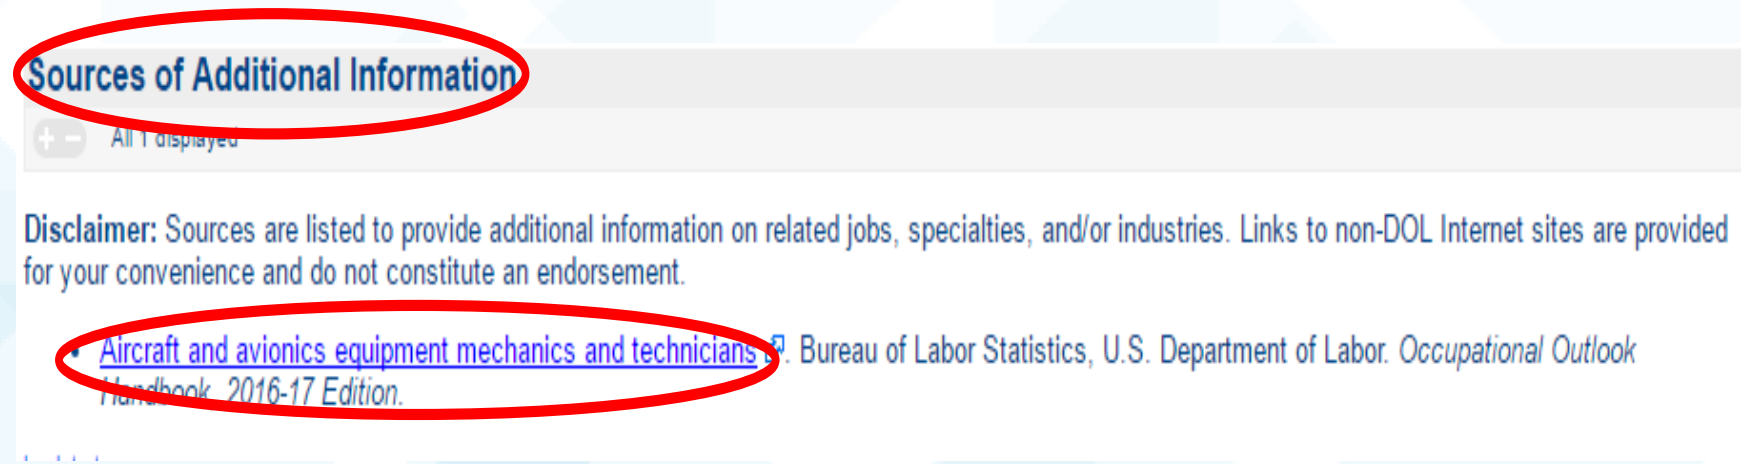 Sources of Additional Information
All 1 displayed
Disclaimer: Sources are listed to provide additional information on related jobs, specialties, and/or industries. Links to non-DOL Internet sites are provided
for your convenience and do not constitute an endorsement.
• Aircraft and avionics equipment mechanics and technicians . Bureau of Labor Statistics, U.S. Department of Labor. Occupational Outlook
Handbook, 2016-17 Edition.